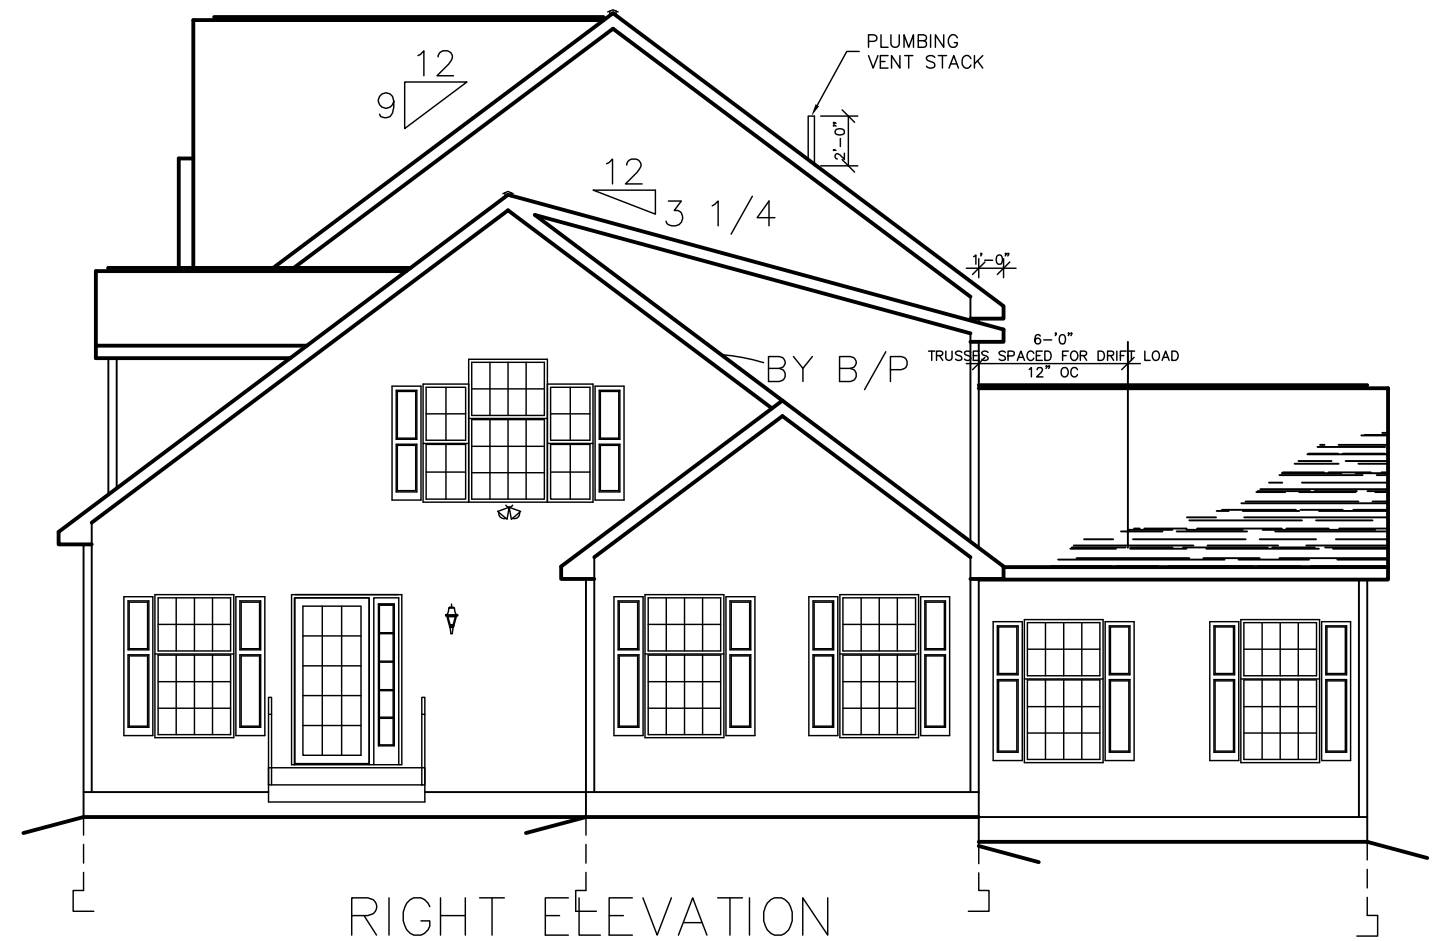 PLUMBING
VENT STACK
12
9
2'-0"
12
3 1/4
1'-0"
6-'0"
TRUSSES SPACED FOR DRIFT LOAD
12" OC
BY B/P
RIGHT ELEVATION